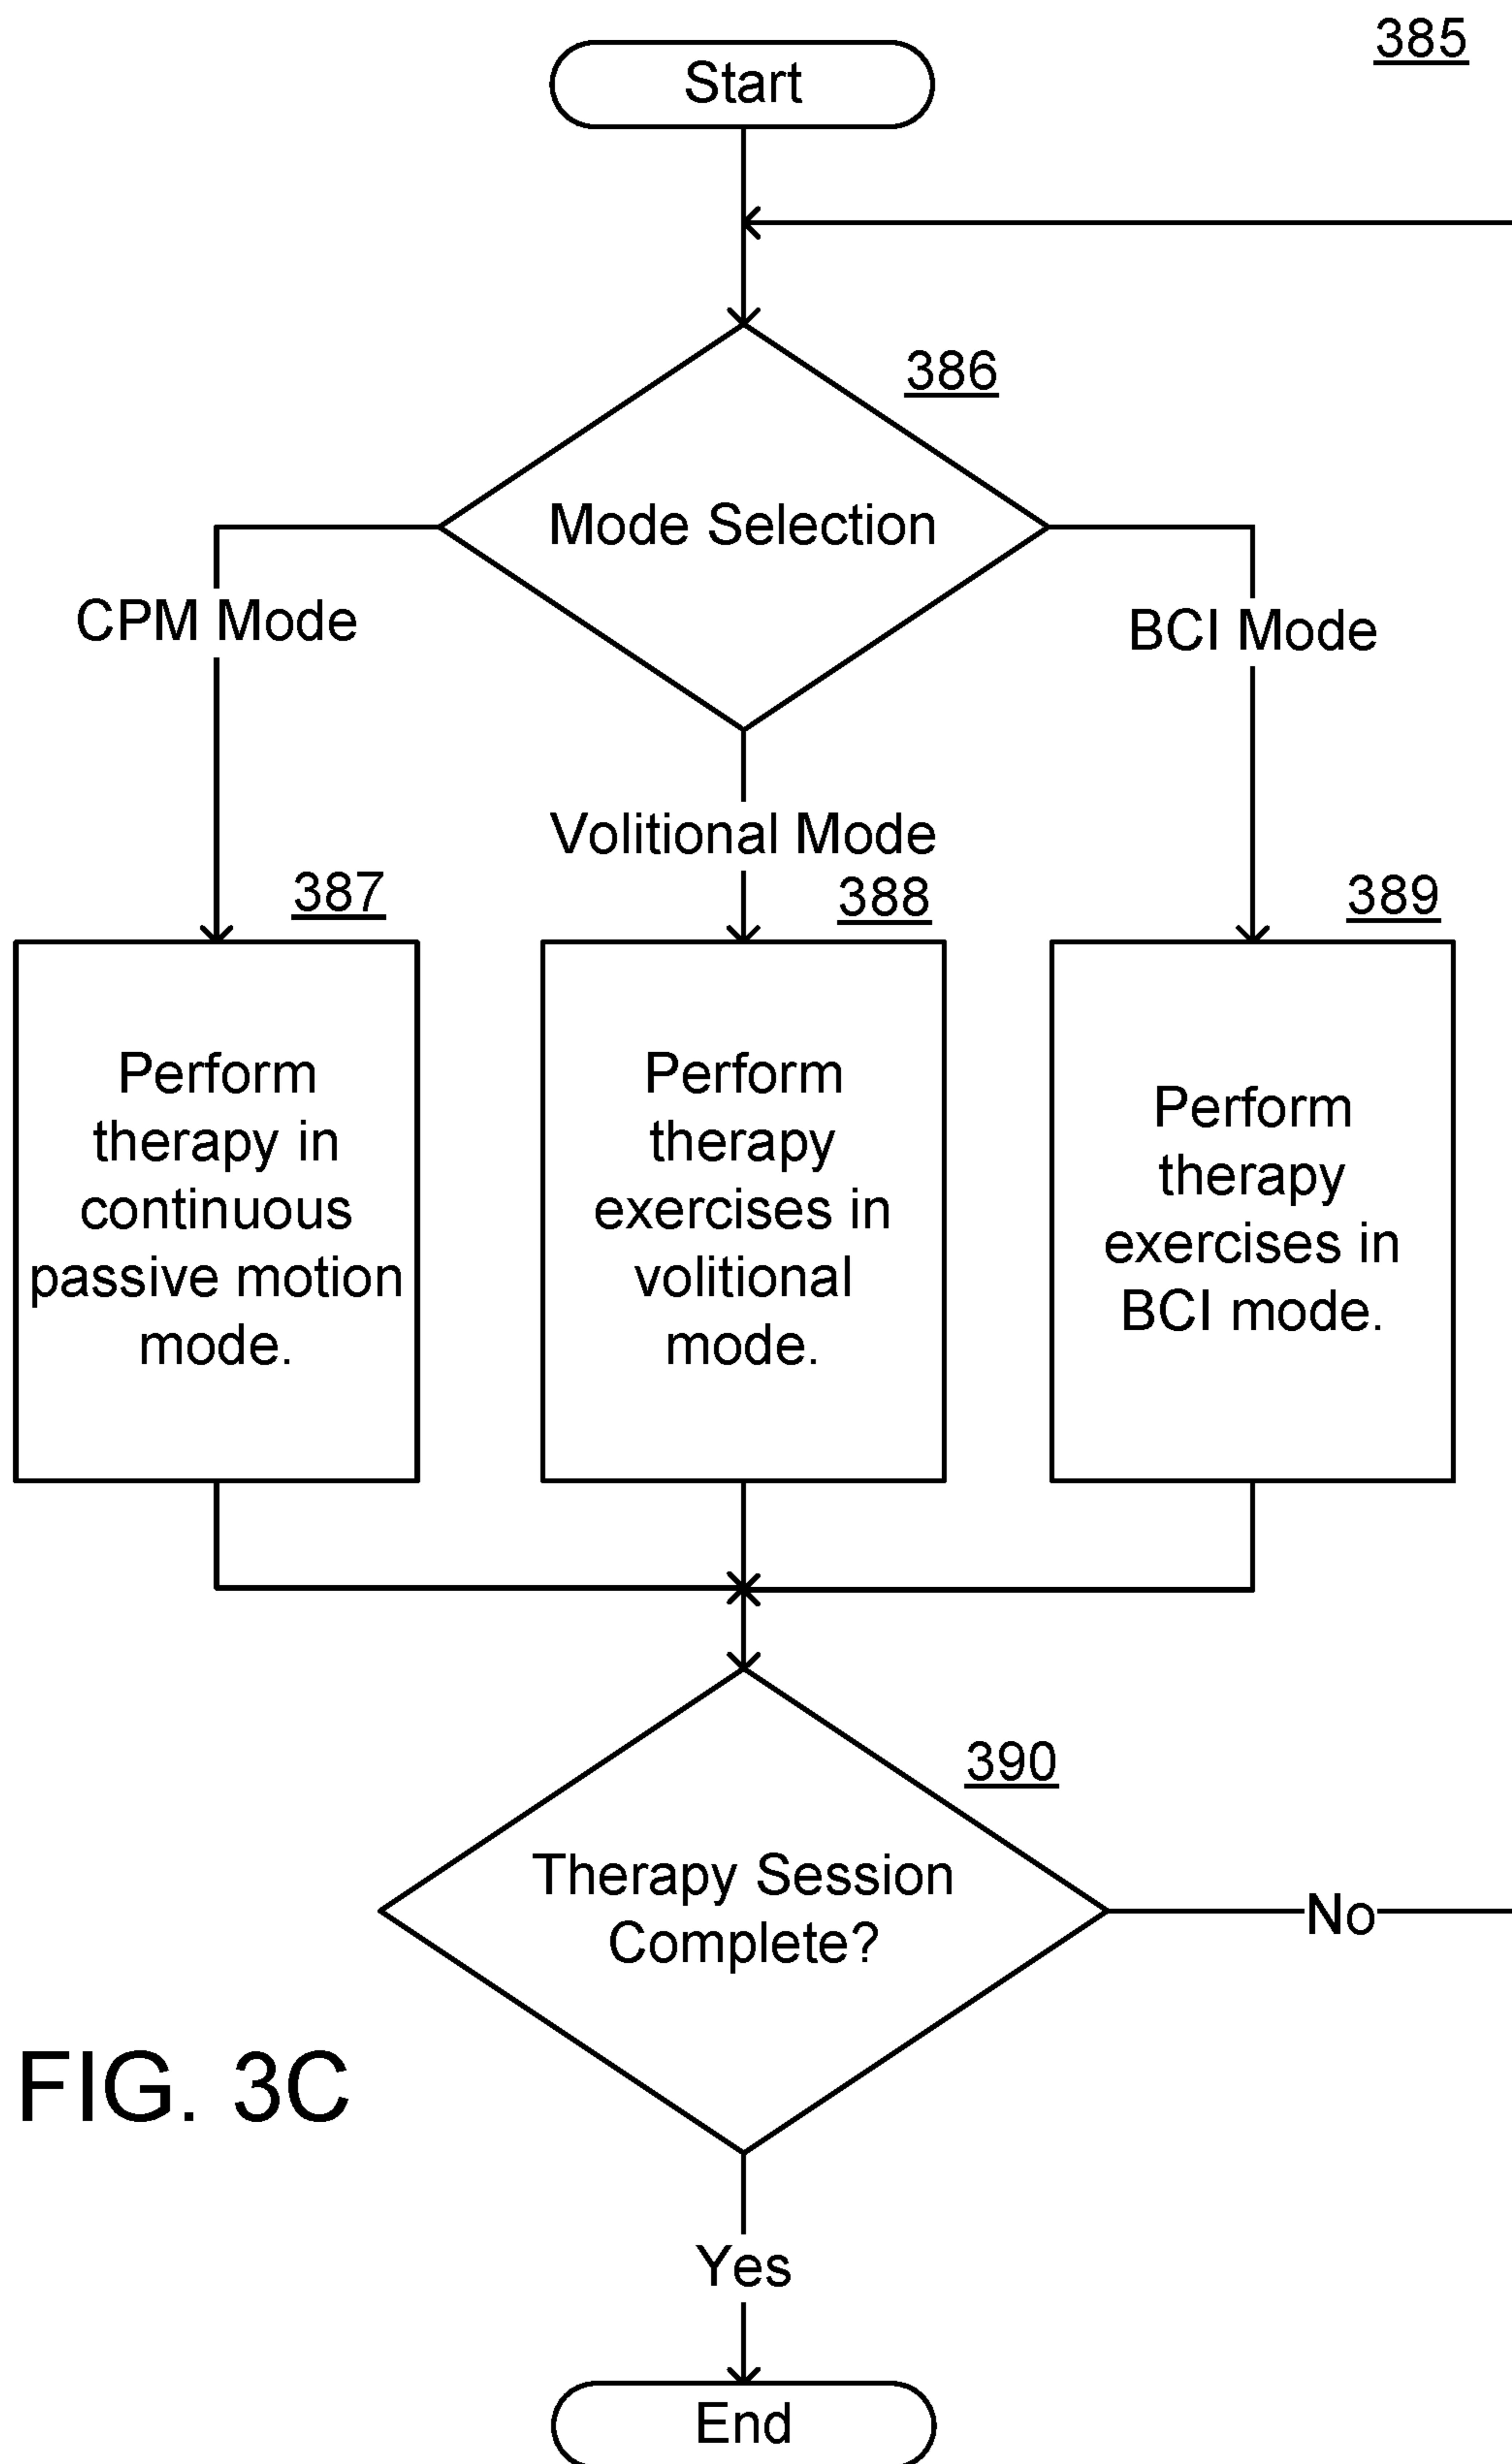 385
Start
386
Mode Selection
CPM Mode
BCI Mode
Volitional Mode
387
388
389
Perform
therapy in
continuous
passive motion
mode.
Perform
therapy
exercises in
volitional
mode.
Perform
therapy
exercises in
BCI mode.
390
Therapy Session
Complete?
No
FIG. 3C
Yes
End